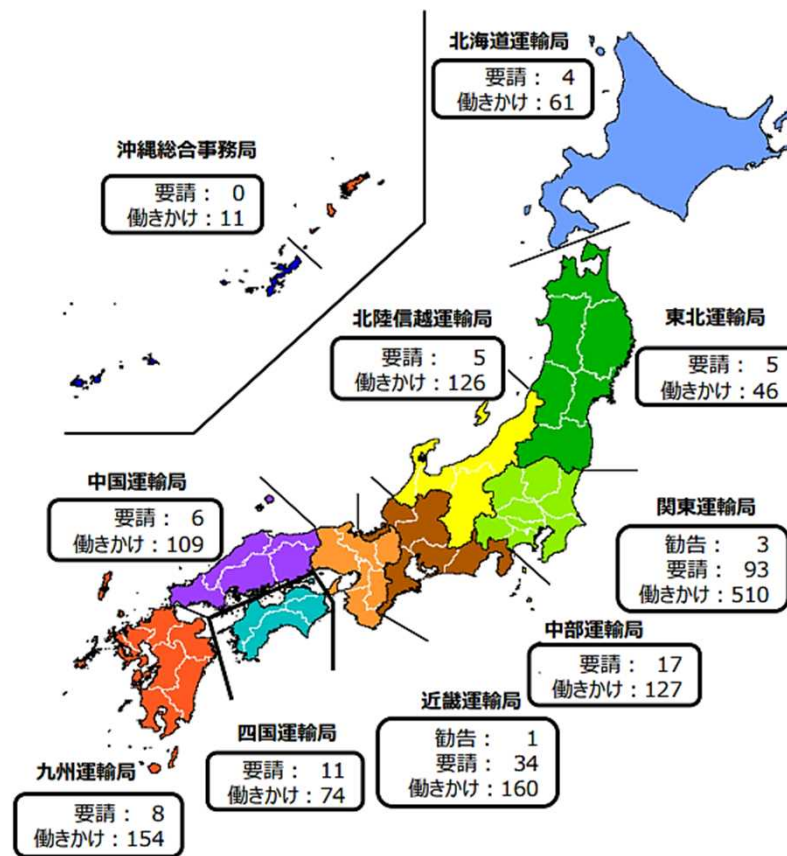 北海道運輸局
要請： 4
働きかけ：61
沖縄総合事務局
要請： 0
働きかけ：11
北陸信越運輸局
要請： 5
働きかけ：126
東北運輸局
要請： 5
働きかけ：46
中国運輸局
要請： 6
働きかけ：109
関東運輸局
勧告： 3
要請： 93
働きかけ：510
中部運輸局
要請： 17
働きかけ：127
近畿運輸局
勧告： 1
要請： 34
働きかけ：160
四国運輸局
要請： 11
働きかけ：74
九州運輸局
要請： 8
働きかけ：154